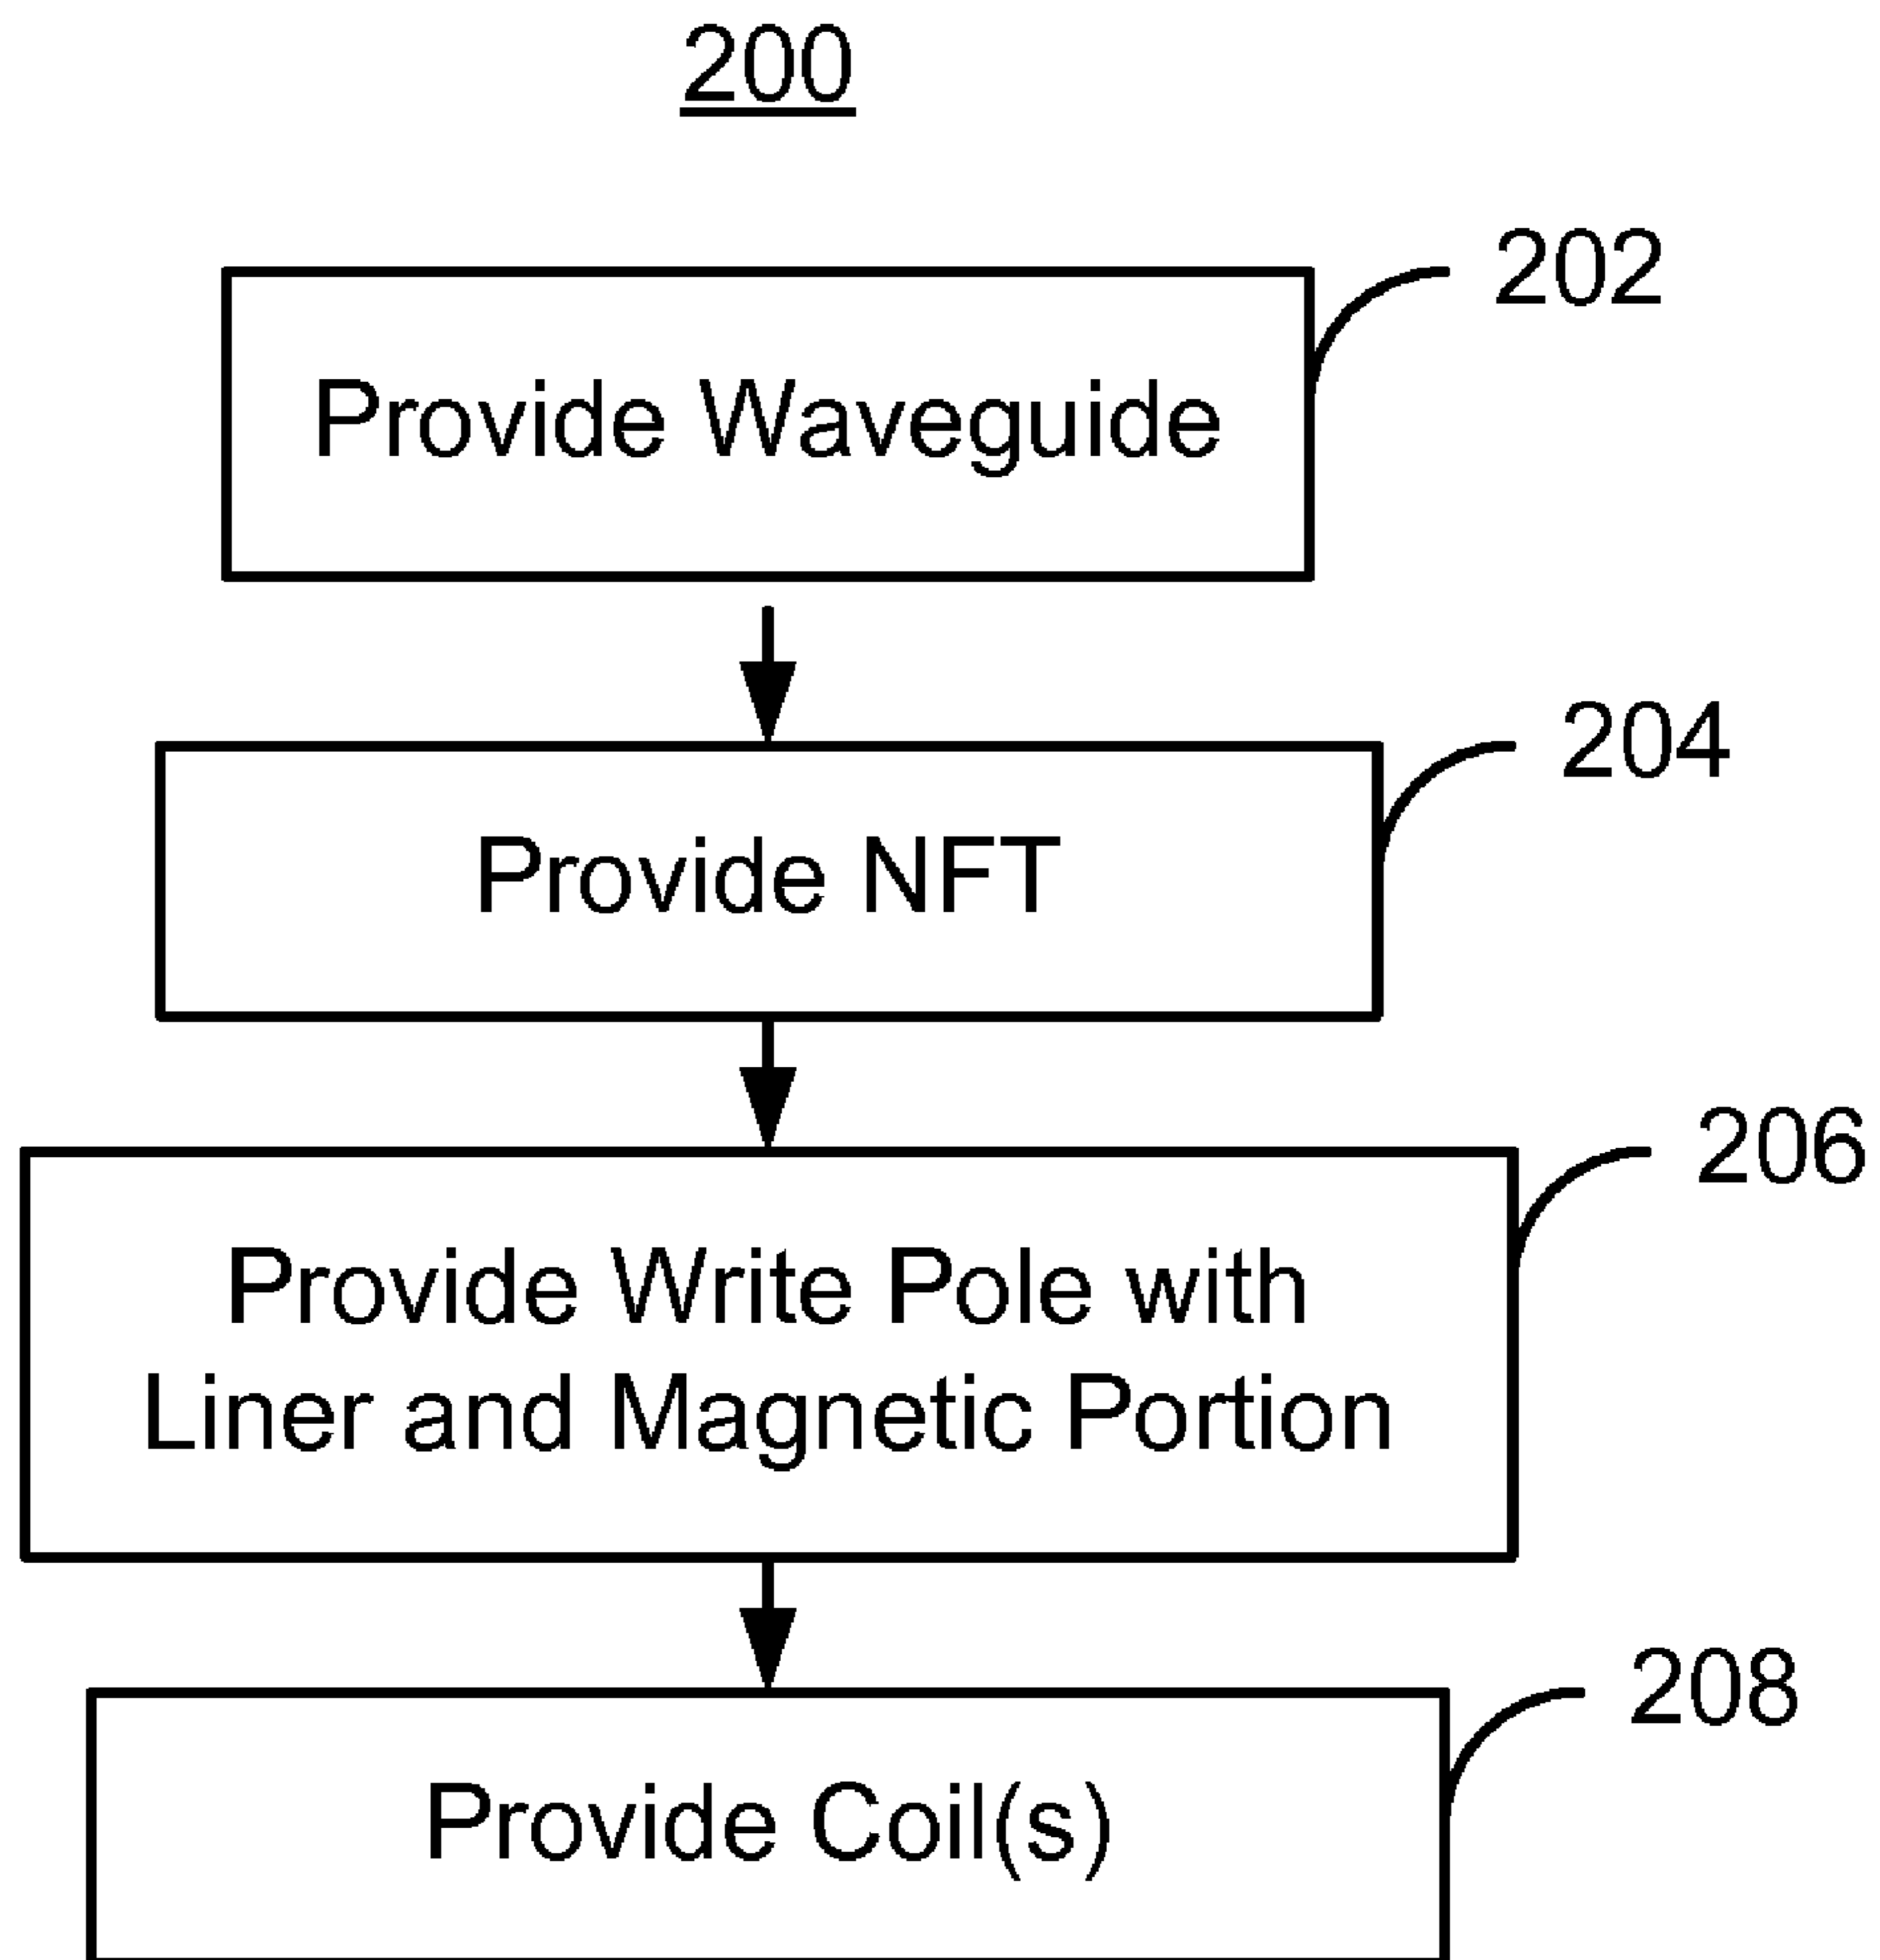 200
202
Provide Waveguide
204
Provide NFT
206
Provide Write Pole with
Liner and Magnetic Portion
208
Provide Coil(s)